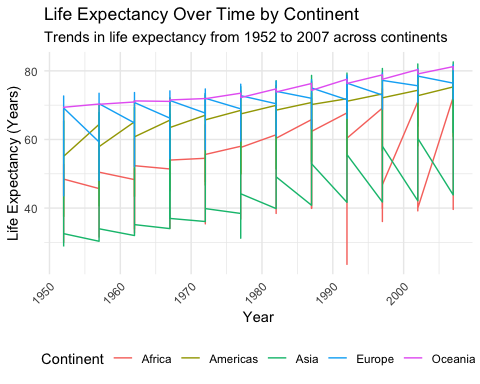 Life Expectancy Over Time by Continent
Trends in life expectancy from 1952 to 2007 across continents
Life Expectancy (Years)
80
60
40
1950
1960
1970
1980
1990
2000
Year
Continent Africa Americas Asia Europe Oceania